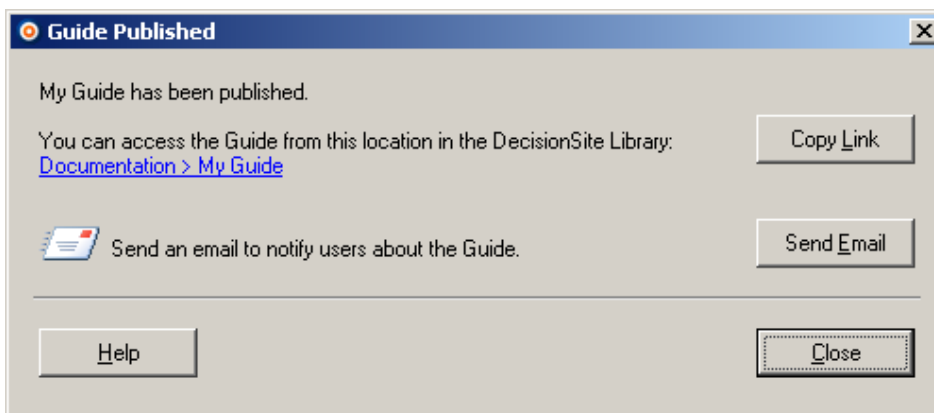 Guide Published
My Guide has been published.
You can access the Guide from this location in the DecisionSite Library:
Documentation > My Guide
Copy Link
Send an email to notify users about the Guide.
Send Email
Help
Close